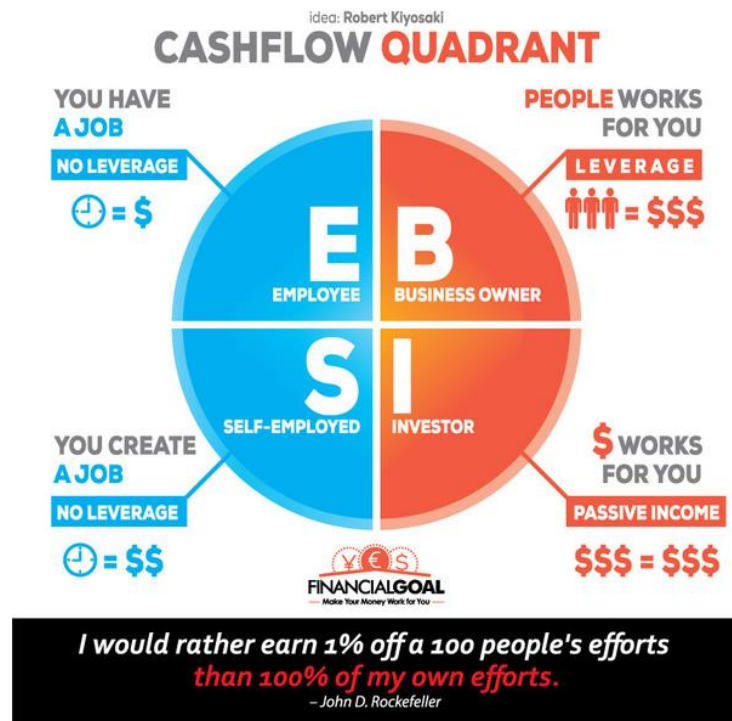 idea: Robert Kiyosaki
CASHFLOW QUADRANT
YOU HAVE
A JOB
NO LEVERAGE
= $
PEOPLE WORKS
FOR YOU
LEVERAGE
= $$$
E
EMPLOYEE
B
BUSINESS OWNER
S
SELF-EMPLOYED
I
INVESTOR
YOU CREATE
A JOB
NO LEVERAGE
= $$
$ WORKS
FOR YOU
PASSIVE INCOME
$$$ = $$$
¥ € $
FINANCIALGOAL
Make Your Money Work for You
I would rather earn 1% off a 100 people's efforts
than 100% of my own efforts.
– John D. Rockefeller